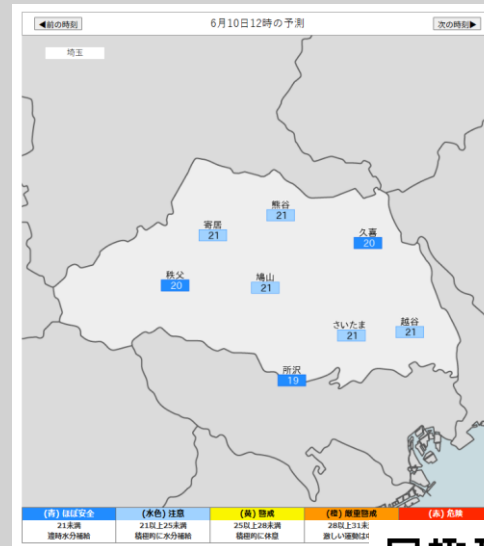 ◀前の時刻 6月10日12時の予測 次の時刻▶
埼玉
熊谷
21
寄居
21
久喜
20
秩父
20
鳩山
21
さいたま
21
越谷
21
所沢
19
(青) ほぼ安全 (水色) 注意 (黄) 警戒 (橙) 厳重警戒 (赤) 危険
21未満 21以上25未満 25以上28未満 28以上31未
適時水分補給 積極的に水分補給 積極的に休息 激しい運動は